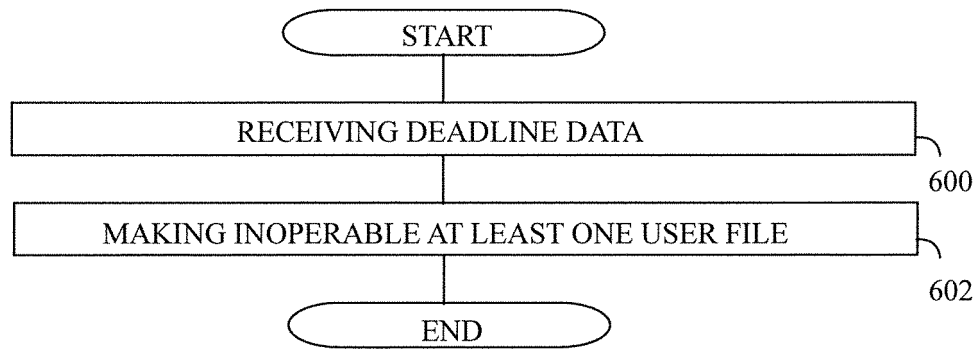 START
RECEIVING DEADLINE DATA
600
MAKING INOPERABLE AT LEAST ONE USER FILE
602
END